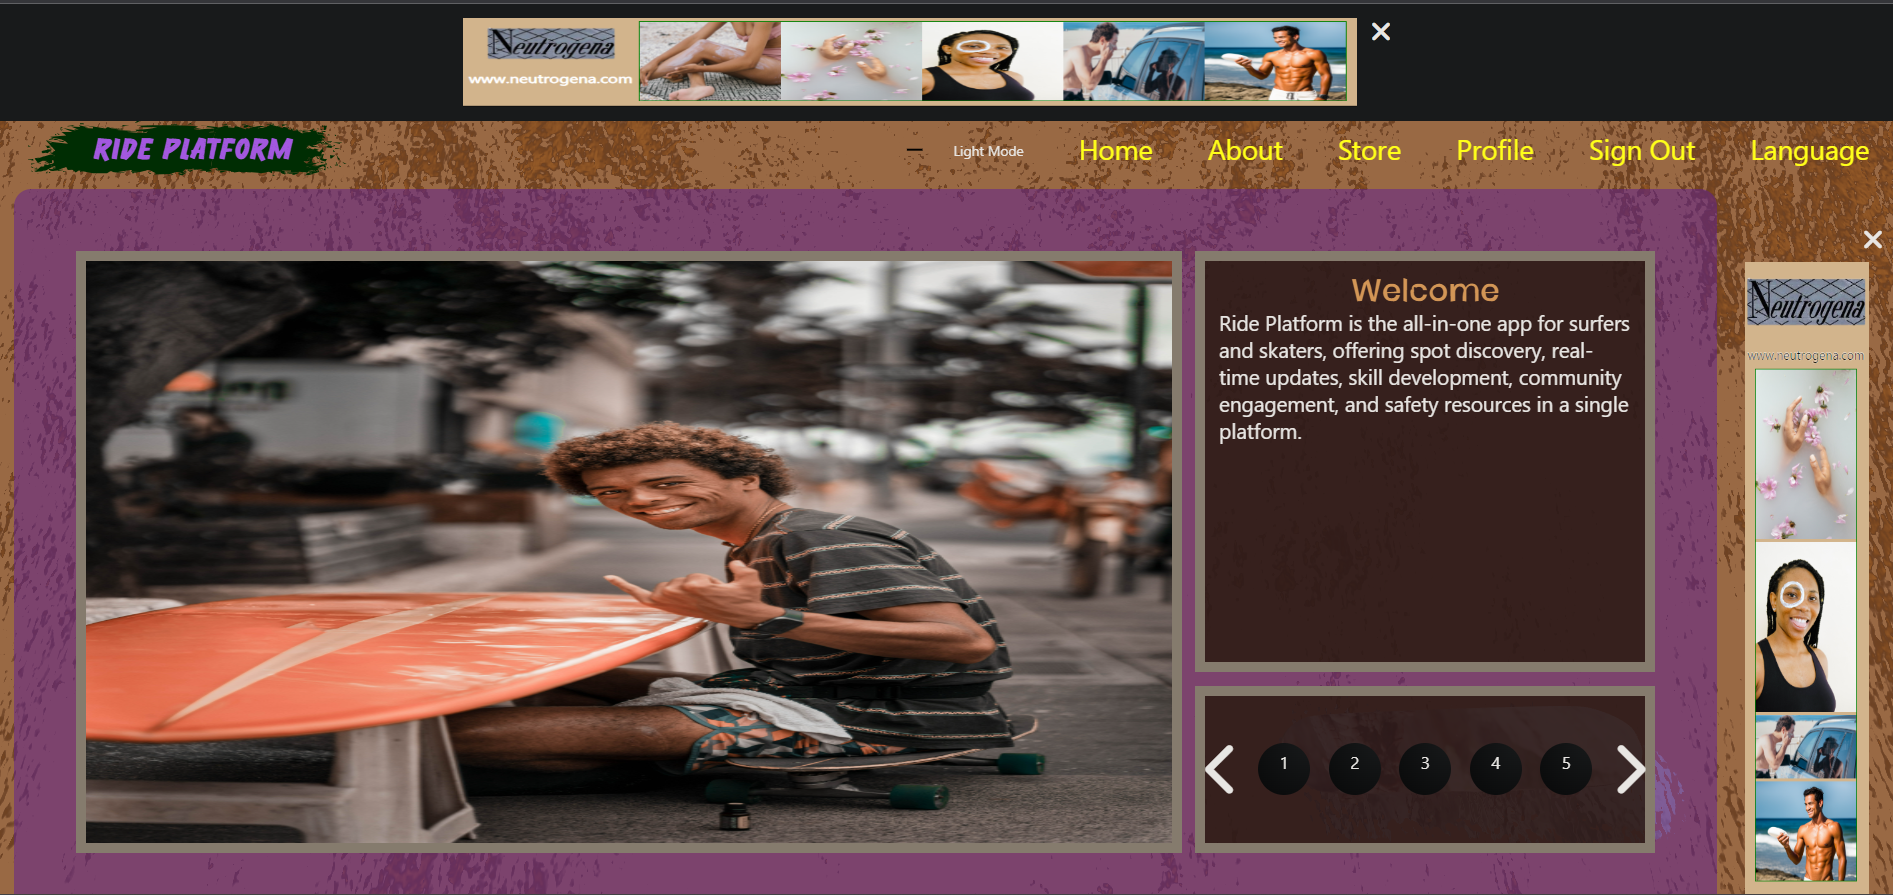 Neutrogena
www.neutrogena.com
RIDE PLATFORM
Light Mode
Home
About
Store
Profile
Sign Out
Language
Welcome
Ride Platform is the all-in-one app for surfers
and skaters, offering spot discovery, real-
time updates, skill development, community
engagement, and safety resources in a single
platform.
1
2
3
4
5
Neutrogena
www.neutrogena.com